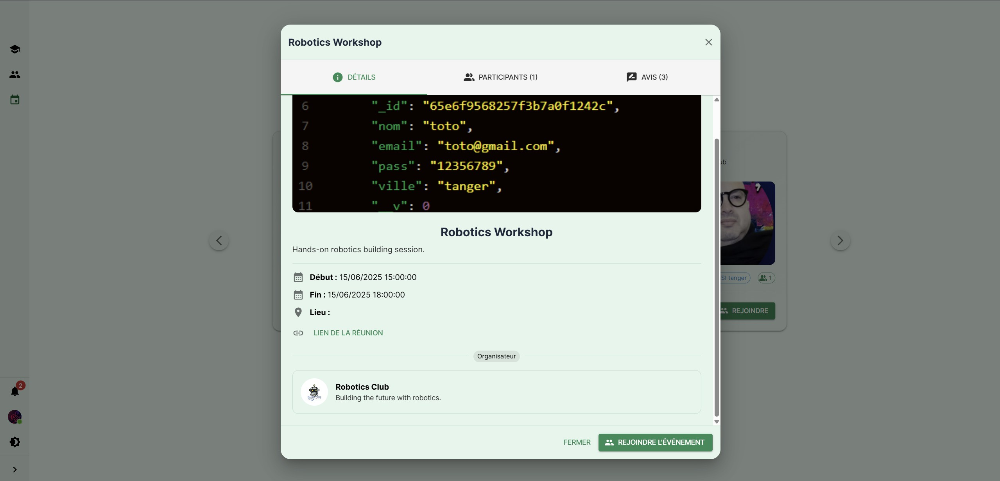 Robotics Workshop
DÉTAILS
PARTICIPANTS (1)
AVIS (3)
6 "_id": "65e6f9568257f3b7a0f1242c",
7 "nom": "toto",
8 "email": "toto@gmail.com",
9 "pass": "12356789",
10 "ville": "tanger",
11 "__v": 0
Robotics Workshop
Hands-on robotics building session.
Début : 15/06/2025 15:00:00
Fin : 15/06/2025 18:00:00
Lieu :
LIEN DE LA RÉUNION
Organisateur
Robotics Club
Building the future with robotics.
FERMER
REJOINDRE L'ÉVÉNEMENT
ub
SI tanger
1
REJOINDRE
2